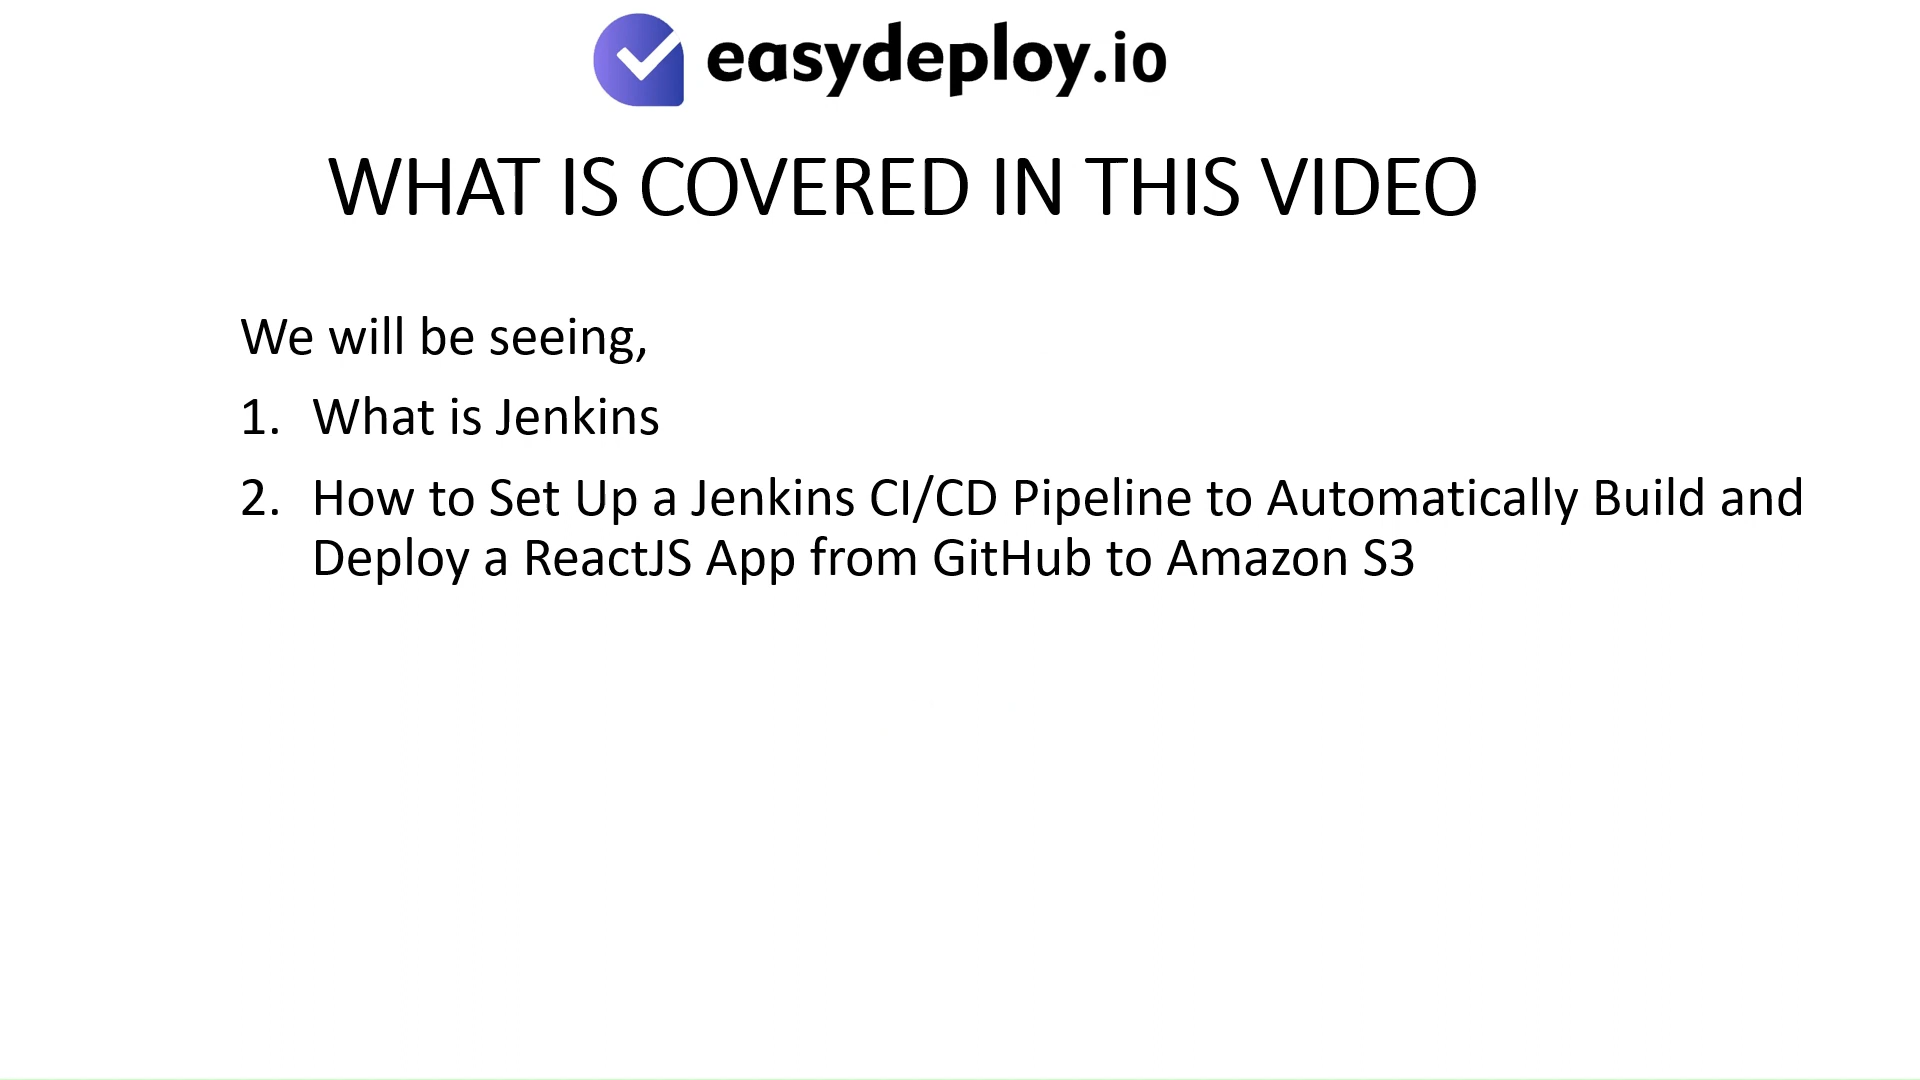 easydeploy.io
WHAT IS COVERED IN THIS VIDEO
We will be seeing,
1. What is Jenkins
2. How to Set Up a Jenkins CI/CD Pipeline to Automatically Build and
Deploy a ReactJS App from GitHub to Amazon S3